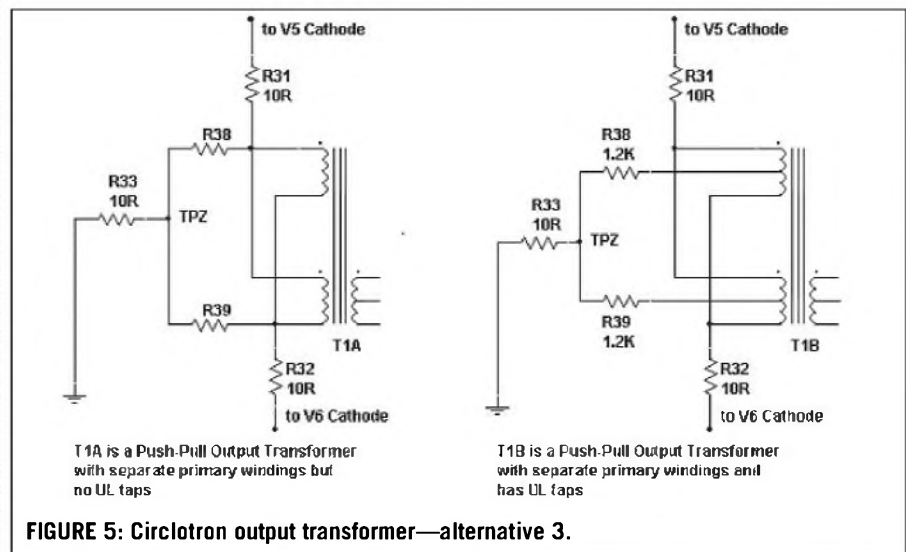 to V5 Cathode
R31
10R
R38
R33
10R
TPZ
R39
T1A
R32
10R
to V6 Cathode
T1A is a Push-Pull Output Transformer
with separate primary windings but
no UL taps
to V5 Cathode
R31
10R
R38
1.2K
R33
10R
TPZ
R39
1.2K
T1B
R32
10R
to V6 Cathode
T1B is a Push-Pull Output Transformer
with separate primary windings and
has UL taps
FIGURE 5: Circlotron output transformer—alternative 3.